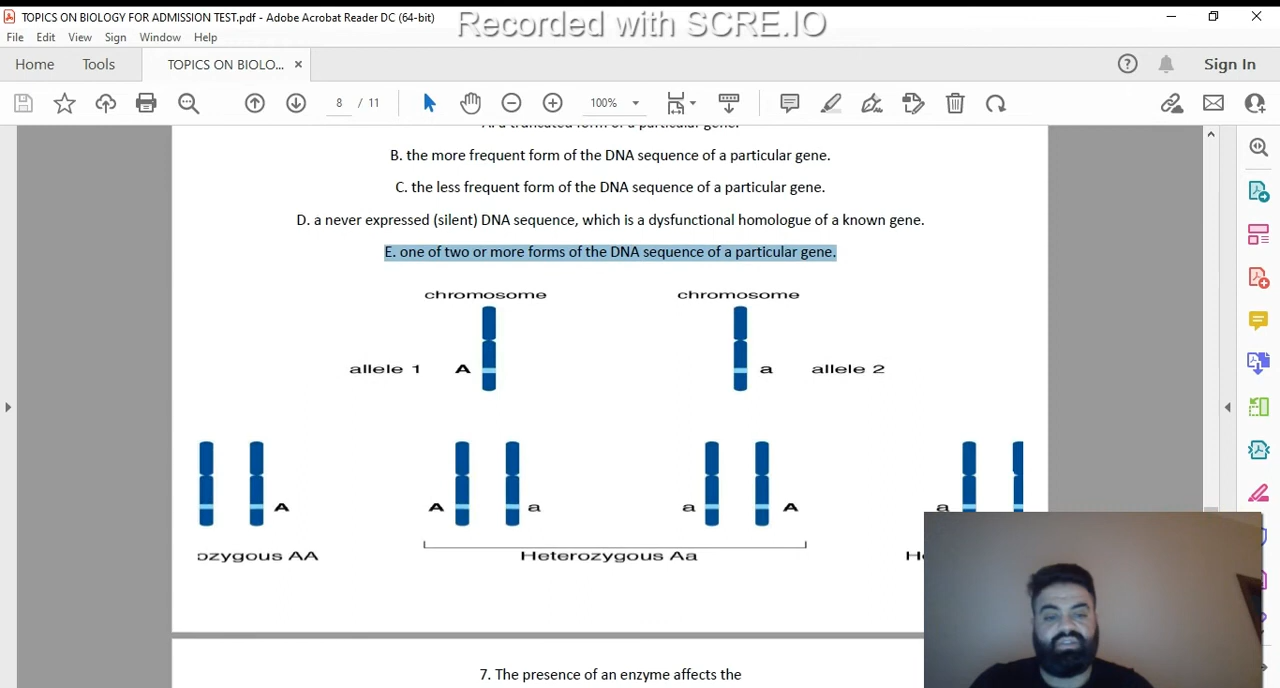 TOPICS ON BIOLOGY FOR ADMISSION TEST.pdf - Adobe Acrobat Reader DC (64-bit)
Recorded with SCRE.IO
File Edit View Sign Window Help
Home Tools TOPICS ON BIOLO... × Sign In
8 / 11 100%
A. a truncated form of a particular gene.
B. the more frequent form of the DNA sequence of a particular gene.
C. the less frequent form of the DNA sequence of a particular gene.
D. a never expressed (silent) DNA sequence, which is a dysfunctional homologue of a known gene.
E. one of two or more forms of the DNA sequence of a particular gene.
chromosome chromosome
allele 1 A a allele 2
A A a a A a
ozygous AA Heterozygous Aa H
7. The presence of an enzyme affects the